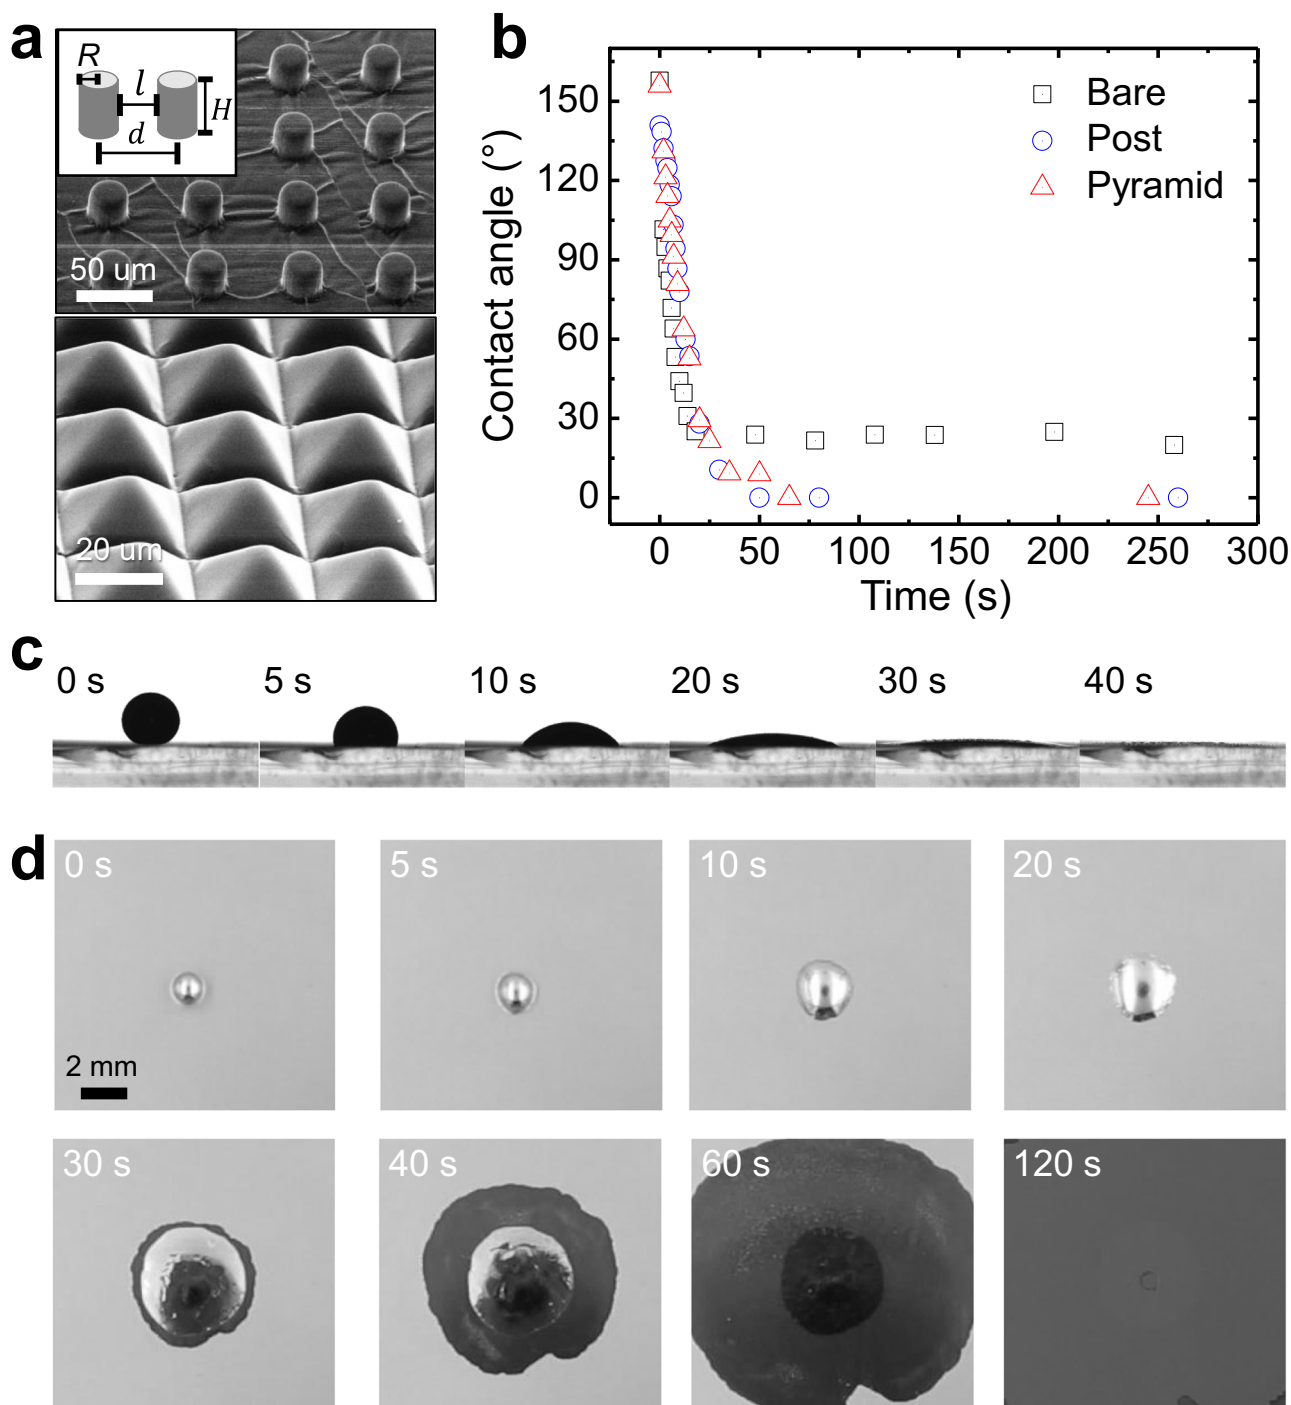 a
R
l
H
d
50 um
20 um
b
Contact angle (°)
150
120
90
60
30
0
Bare
Post
Pyramid
0 50 100 150 200 250 300
Time (s)
c
0 s 5 s 10 s 20 s 30 s 40 s
d
0 s 5 s 10 s 20 s
2 mm
30 s 40 s 60 s 120 s